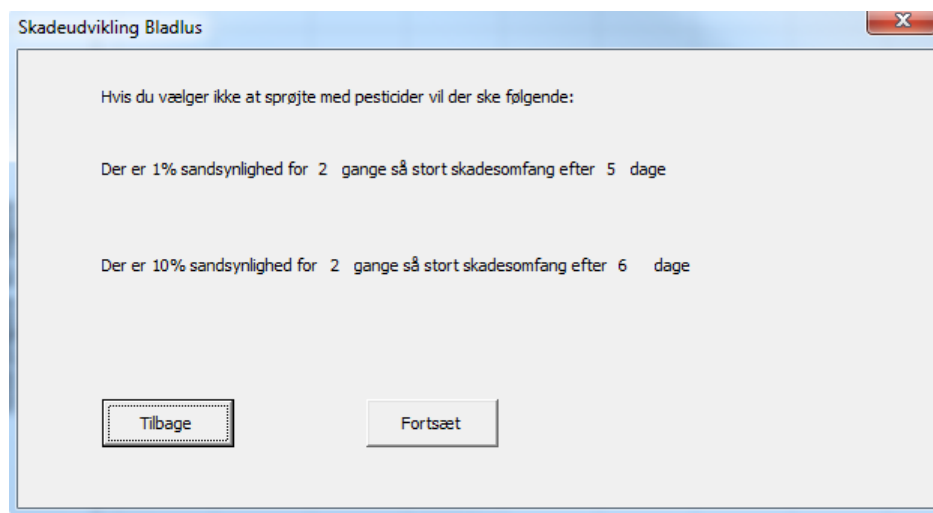 Skadeudvikling Bladlus
Hvis du vælger ikke at sprøjte med pesticider vil der ske følgende:
Der er 1% sandsynlighed for 2 gange så stort skadesomfang efter 5 dage
Der er 10% sandsynlighed for 2 gange så stort skadesomfang efter 6 dage
Tilbage Fortsæt